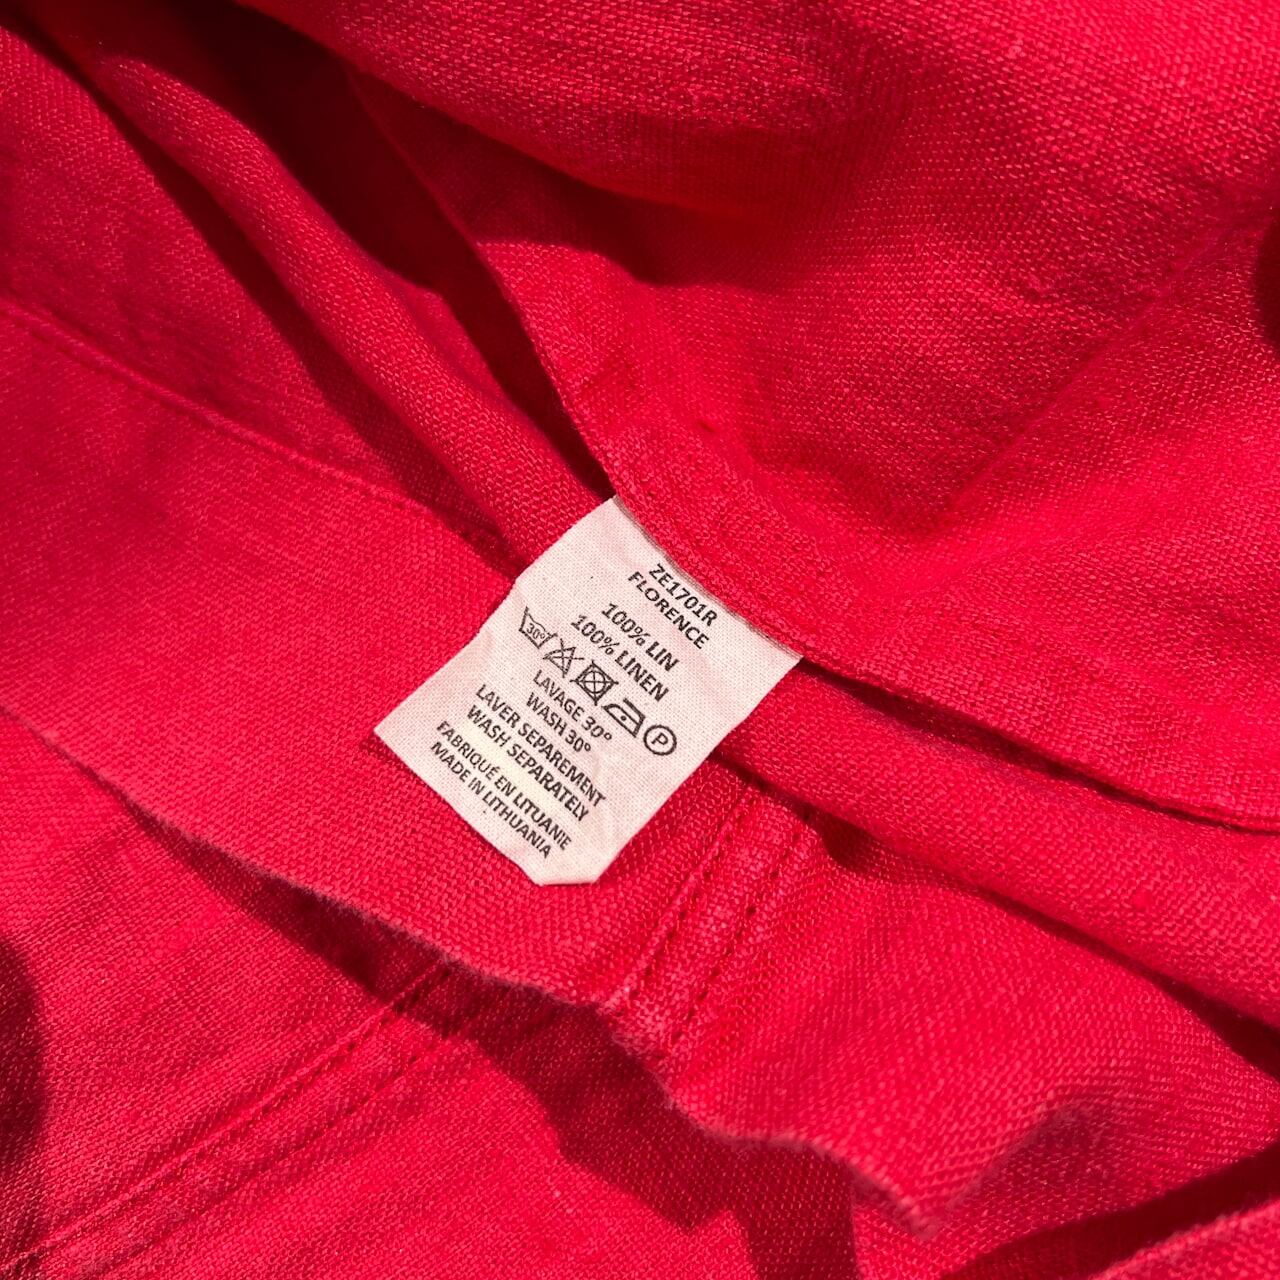 ZE1701R
FLORENCE
100% LIN
100% LINEN
30° P
LAVAGE 30°
WASH 30°
LAVER SEPAREMENT
WASH SEPARATELY
FABRIQUÉ EN LITUANIE
MADE IN LITHUANIA